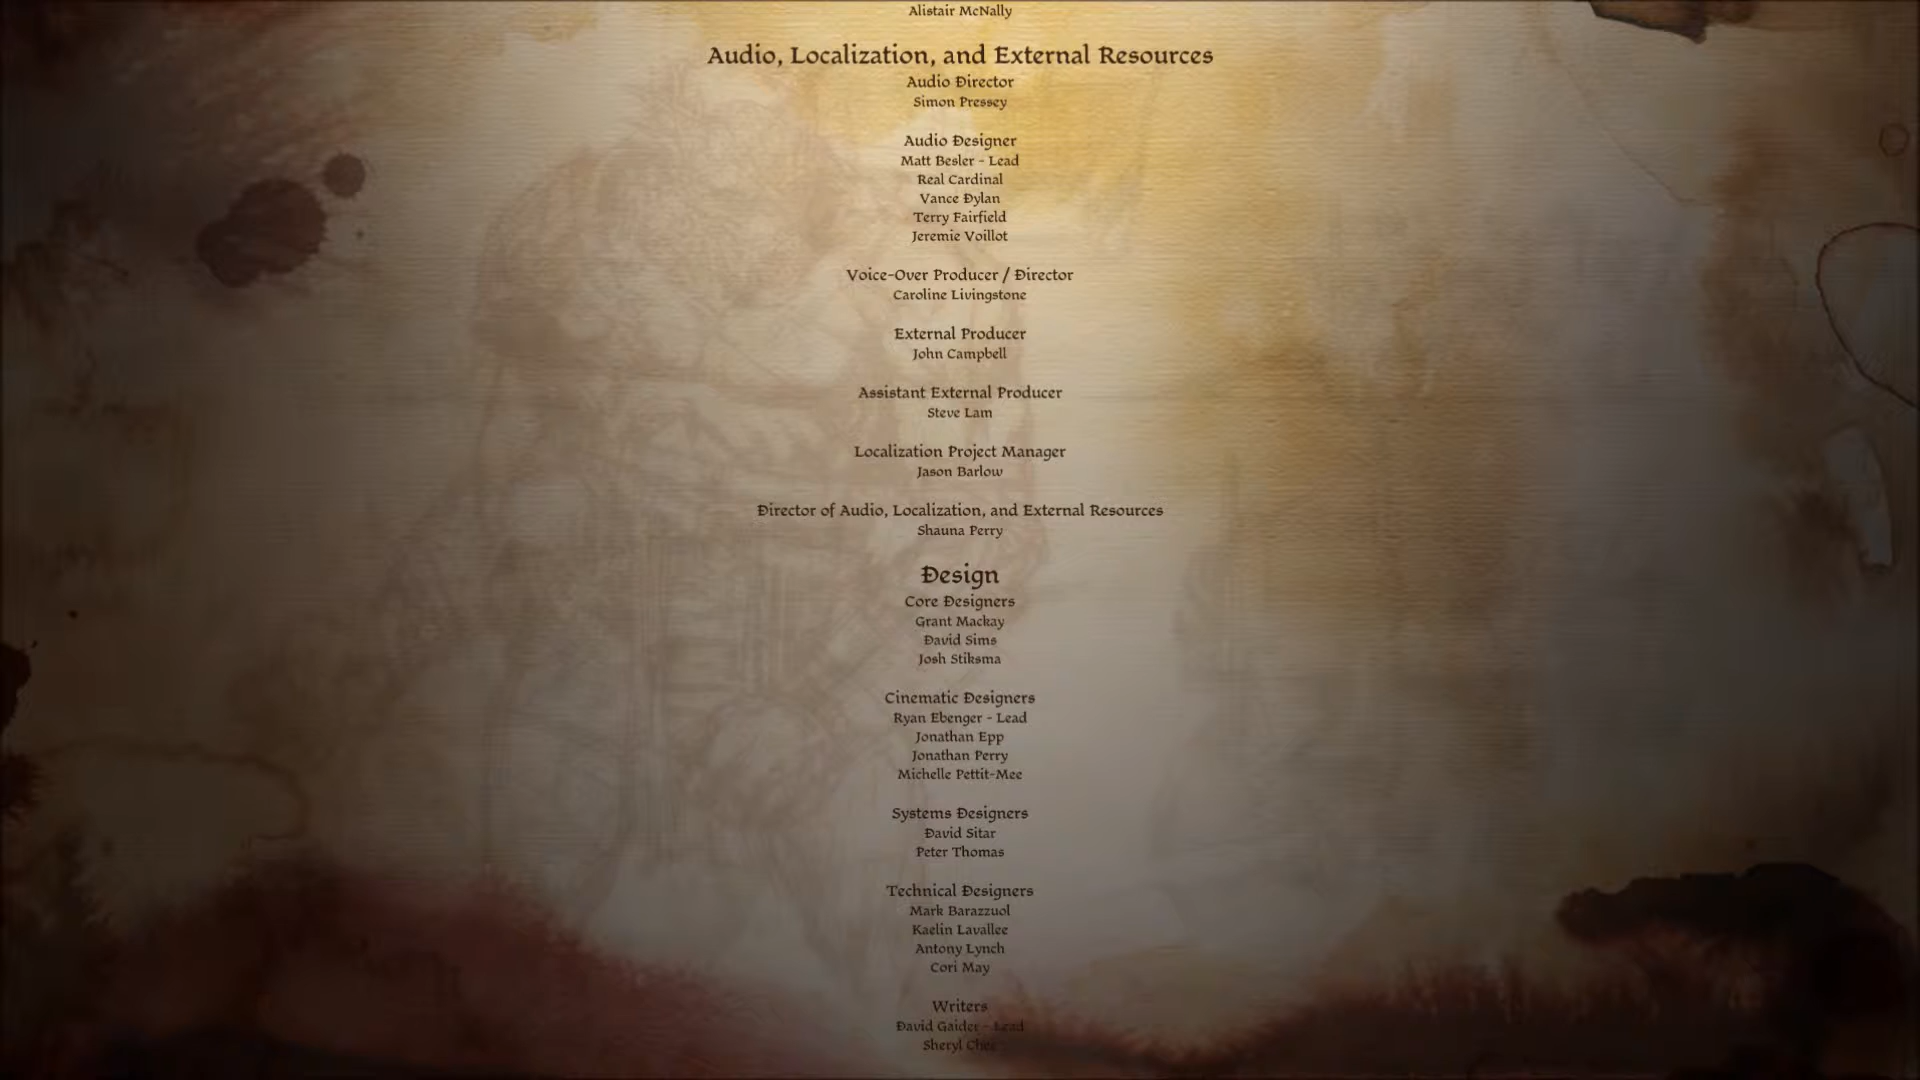 Alistair McNally
Audio, Localization, and External Resources
Audio Director
Simon Pressey
Audio Designer
Matt Besler - Lead
Real Cardinal
Vance Dylan
Terry Fairfield
Jeremie Voillot
Voice-Over Producer / Director
Caroline Livingstone
External Producer
John Campbell
Assistant External Producer
Steve Lam
Localization Project Manager
Jason Barlow
Director of Audio, Localization, and External Resources
Shauna Perry
Design
Core Designers
Grant Mackay
David Sims
Josh Stiksma
Cinematic Designers
Ryan Ebenger - Lead
Jonathan Epp
Jonathan Perry
Michelle Pettit-Mee
Systems Designers
David Sitar
Peter Thomas
Technical Designers
Mark Barazzuol
Kaelin Lavallee
Antony Lynch
Cori May
Writers
David Gaider - Lead
Sheryl Chee